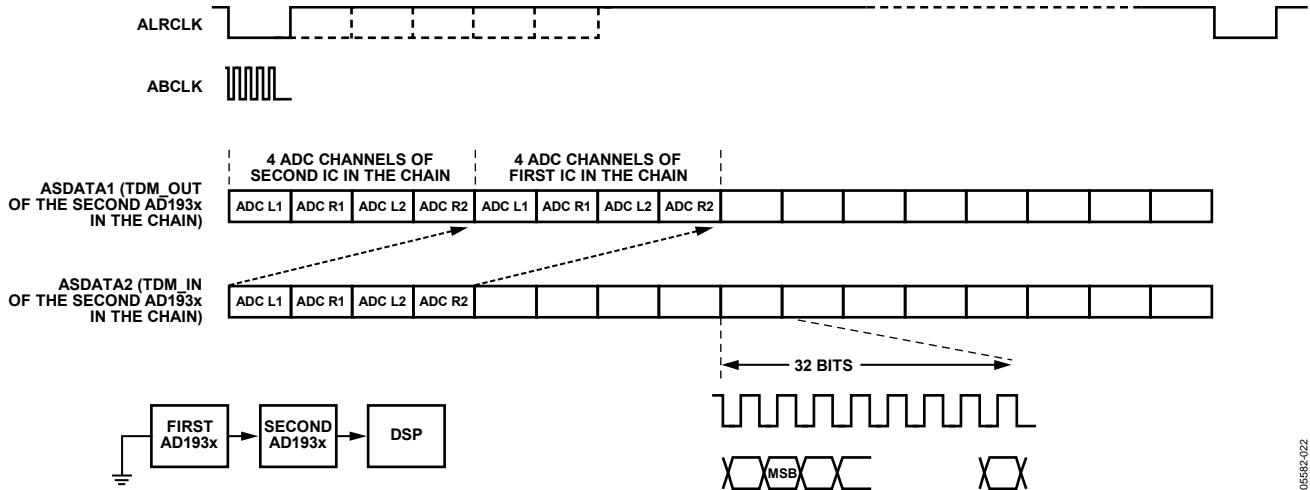 ALRCLK
ABCLK
4 ADC CHANNELS OF
SECOND IC IN THE CHAIN
4 ADC CHANNELS OF
FIRST IC IN THE CHAIN
ASDATA1 (TDM_OUT
OF THE SECOND AD193x
IN THE CHAIN)
ADC L1 ADC R1 ADC L2 ADC R2 ADC L1 ADC R1 ADC L2 ADC R2
ASDATA2 (TDM_IN
OF THE SECOND AD193x
IN THE CHAIN)
ADC L1 ADC R1 ADC L2 ADC R2
32 BITS
FIRST
AD193x
SECOND
AD193x
DSP
MSB
05582-022